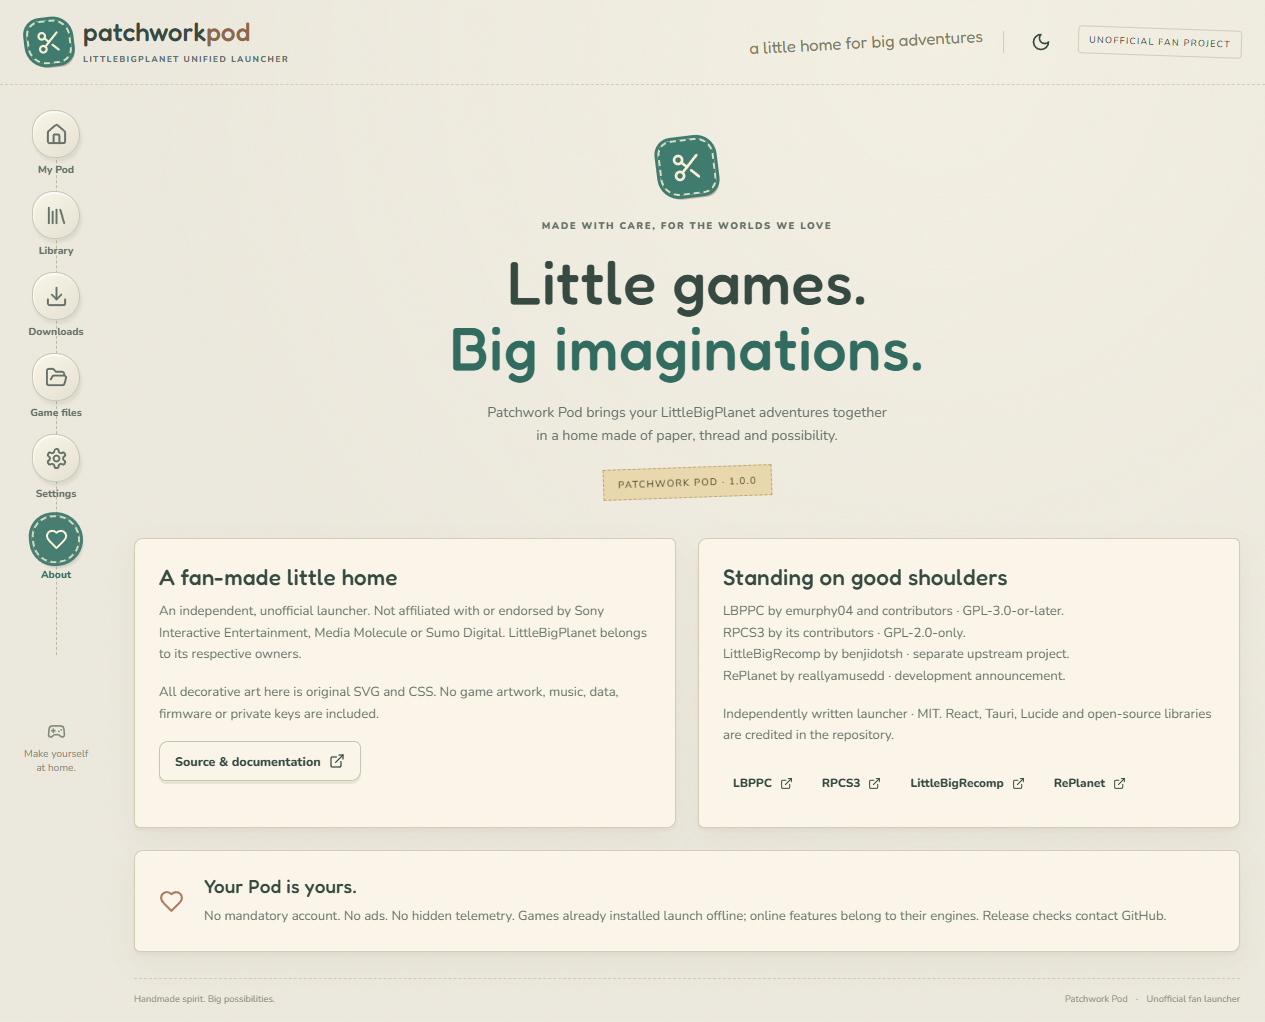 patchworkpod
LITTLEBIGPLANET UNIFIED LAUNCHER
a little home for big adventures
UNOFFICIAL FAN PROJECT
My Pod
Library
Downloads
Game files
Settings
About
Make yourself
at home.
MADE WITH CARE, FOR THE WORLDS WE LOVE
Little games.
Big imaginations.
Patchwork Pod brings your LittleBigPlanet adventures together
in a home made of paper, thread and possibility.
PATCHWORK POD · 1.0.0
A fan-made little home
An independent, unofficial launcher. Not affiliated with or endorsed by Sony
Interactive Entertainment, Media Molecule or Sumo Digital. LittleBigPlanet belongs
to its respective owners.
All decorative art here is original SVG and CSS. No game artwork, music, data,
firmware or private keys are included.
Source & documentation
Standing on good shoulders
LBPPC by emurphy04 and contributors · GPL-3.0-or-later.
RPCS3 by its contributors · GPL-2.0-only.
LittleBigRecomp by benjidotsh · separate upstream project.
RePlanet by reallyamusedd · development announcement.
Independently written launcher · MIT. React, Tauri, Lucide and open-source libraries
are credited in the repository.
LBPPC RPCS3 LittleBigRecomp RePlanet
Your Pod is yours.
No mandatory account. No ads. No hidden telemetry. Games already installed launch offline; online features belong to their engines. Release checks contact GitHub.
Handmade spirit. Big possibilities.
Patchwork Pod · Unofficial fan launcher